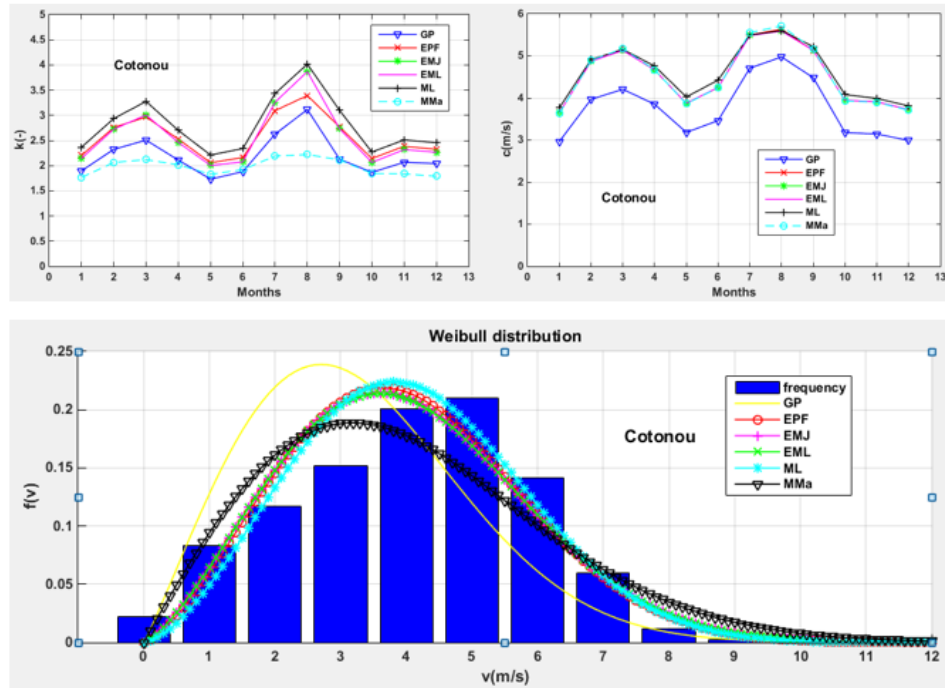 5
4.5
4
3.5
3
2.5
2
1.5
1
0.5
0
k(-)
Cotonou
GP
EPF
EMJ
EML
ML
MMa
0 1 2 3 4 5 6 7 8 9 10 11 12 13
Months
6
5
4
3
2
1
0
c(m/s)
Cotonou
GP
EPF
EMJ
EML
ML
MMa
0 1 2 3 4 5 6 7 8 9 10 11 12 13
Months
Weibull distribution
0.25
0.2
0.15
0.1
0.05
0
f(v)
frequency
GP
EPF
EMJ
EML
ML
MMa
Cotonou
0 1 2 3 4 5 6 7 8 9 10 11 12
v(m/s)